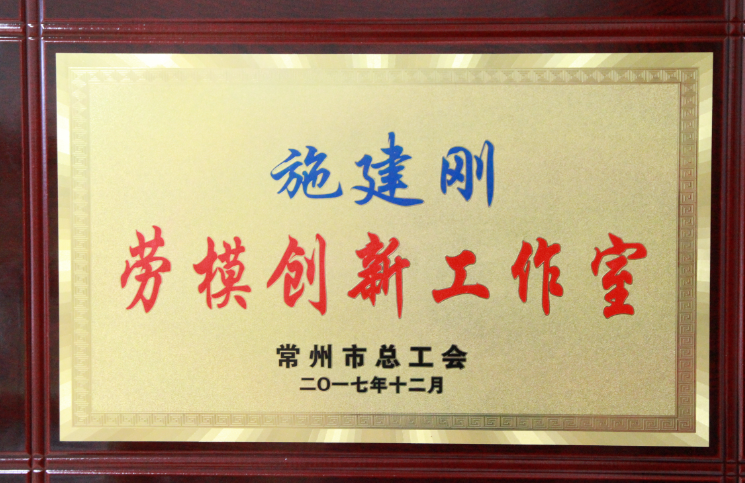 施建刚
劳模创新工作室
常州市总工会
二〇一七年十二月